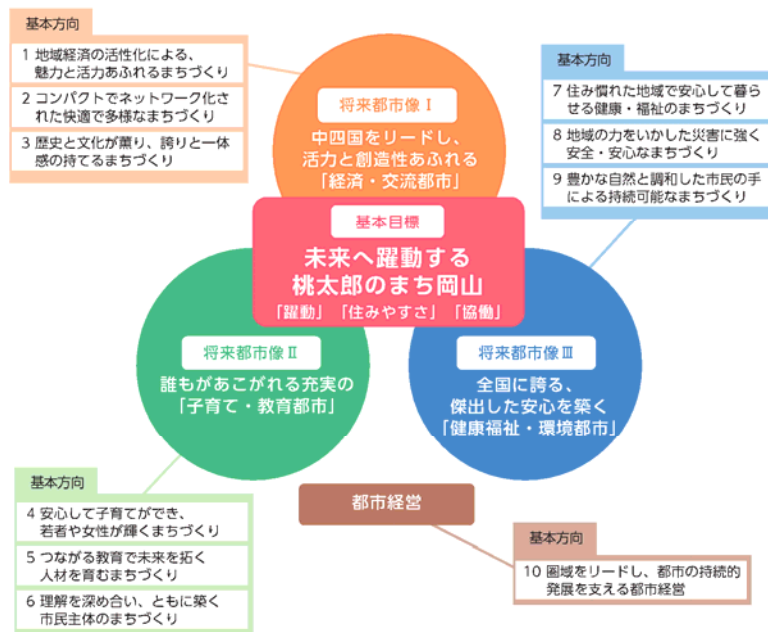 基本方向
1 地域経済の活性化による、
魅力と活力あふれるまちづくり
2 コンパクトでネットワーク化さ
れた快適で多様なまちづくり
3 歴史と文化が薫り、誇りと一体
感の持てるまちづくり
将来都市像Ⅰ
中四国をリードし、
活力と創造性あふれる
「経済・交流都市」
基本方向
7 住み慣れた地域で安心して暮ら
せる健康・福祉のまちづくり
8 地域の力をいかした災害に強く
安全・安心なまちづくり
9 豊かな自然と調和した市民の手
による持続可能なまちづくり
基本目標
未来へ躍動する
桃太郎のまち岡山
「躍動」「住みやすさ」「協働」
将来都市像Ⅱ
誰もがあこがれる充実の
「子育て・教育都市」
将来都市像Ⅲ
全国に誇る、
傑出した安心を築く
「健康福祉・環境都市」
基本方向
4 安心して子育てができ、
若者や女性が輝くまちづくり
5 つながる教育で未来を拓く
人材を育むまちづくり
6 理解を深め合い、ともに築く
市民主体のまちづくり
都市経営
基本方向
10 圏域をリードし、都市の持続的
発展を支える都市経営